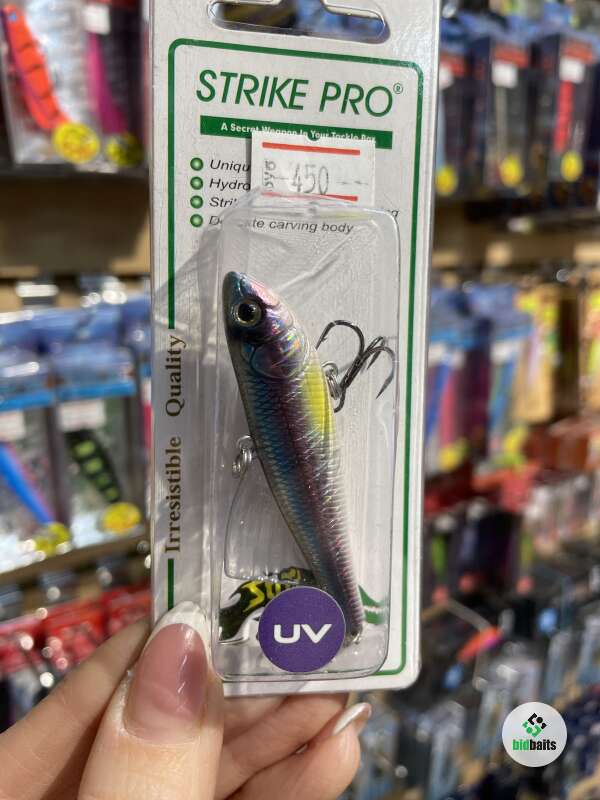 STRIKE PRO®
A Secret Weapon In Your Tackle Box
Uniqu
Hydro
Stri
450
carving body
Irresistible Quality
UV
bidbaits